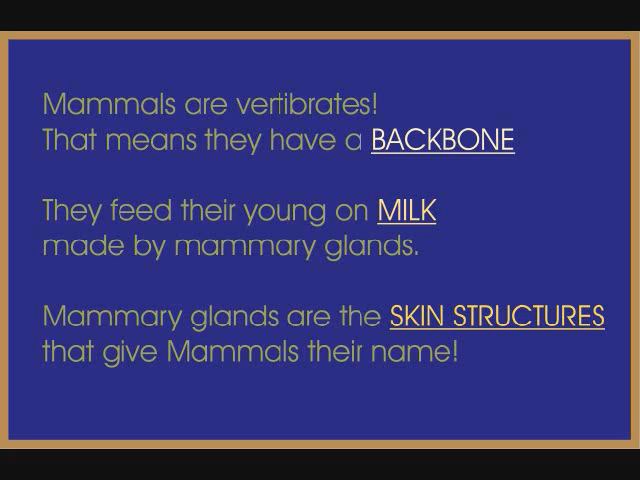 Mammals are vertibrates!
That means they have a BACKBONE
They feed their young on MILK
made by mammary glands.
Mammary glands are the SKIN STRUCTURES
that give Mammals their name!